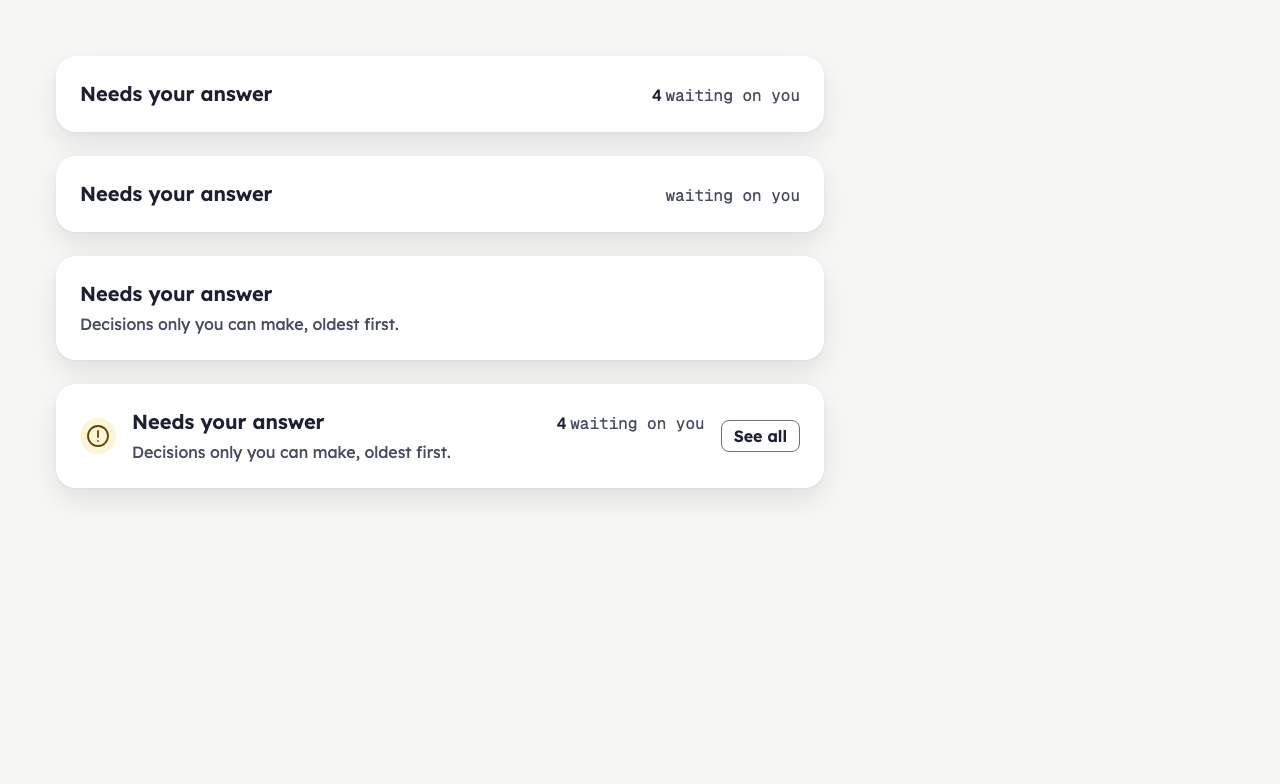 Needs your answer 4 waiting on you
Needs your answer waiting on you
Needs your answer
Decisions only you can make, oldest first.
Needs your answer 4 waiting on you See all
Decisions only you can make, oldest first.